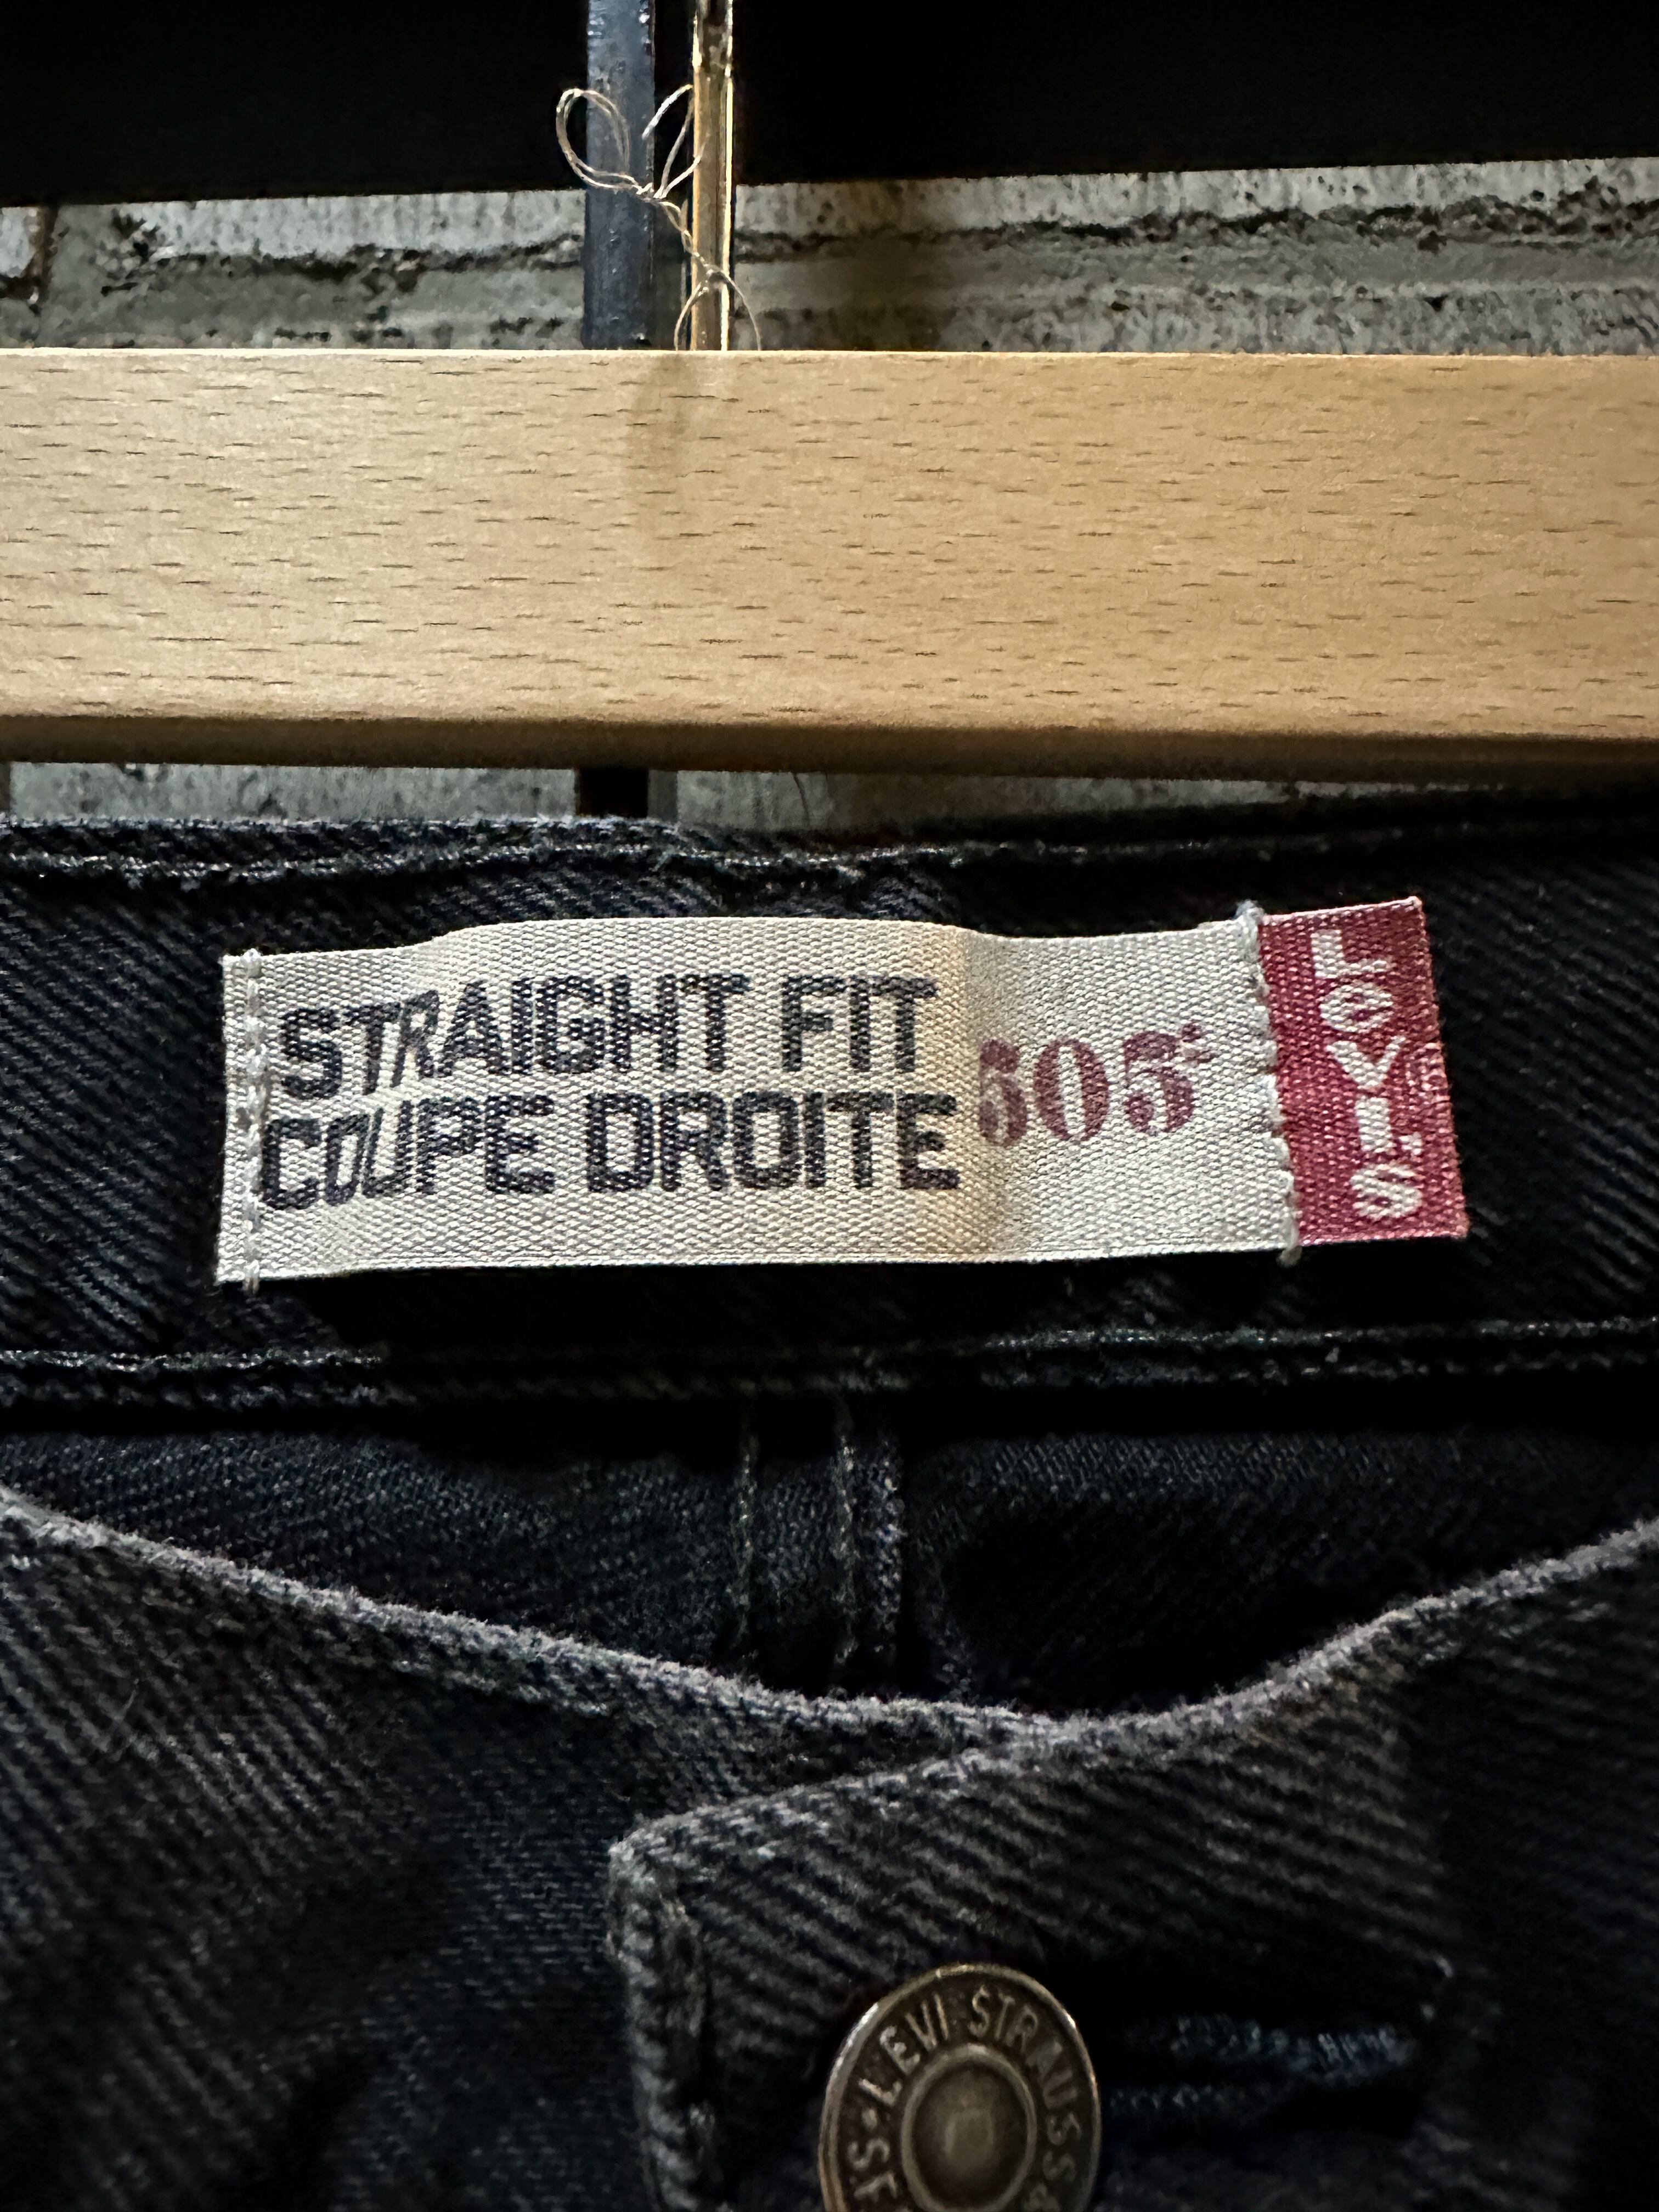 STRAIGHT FIT
COUPE DROITE
505
LEVI'S
LEVI STRAUSS